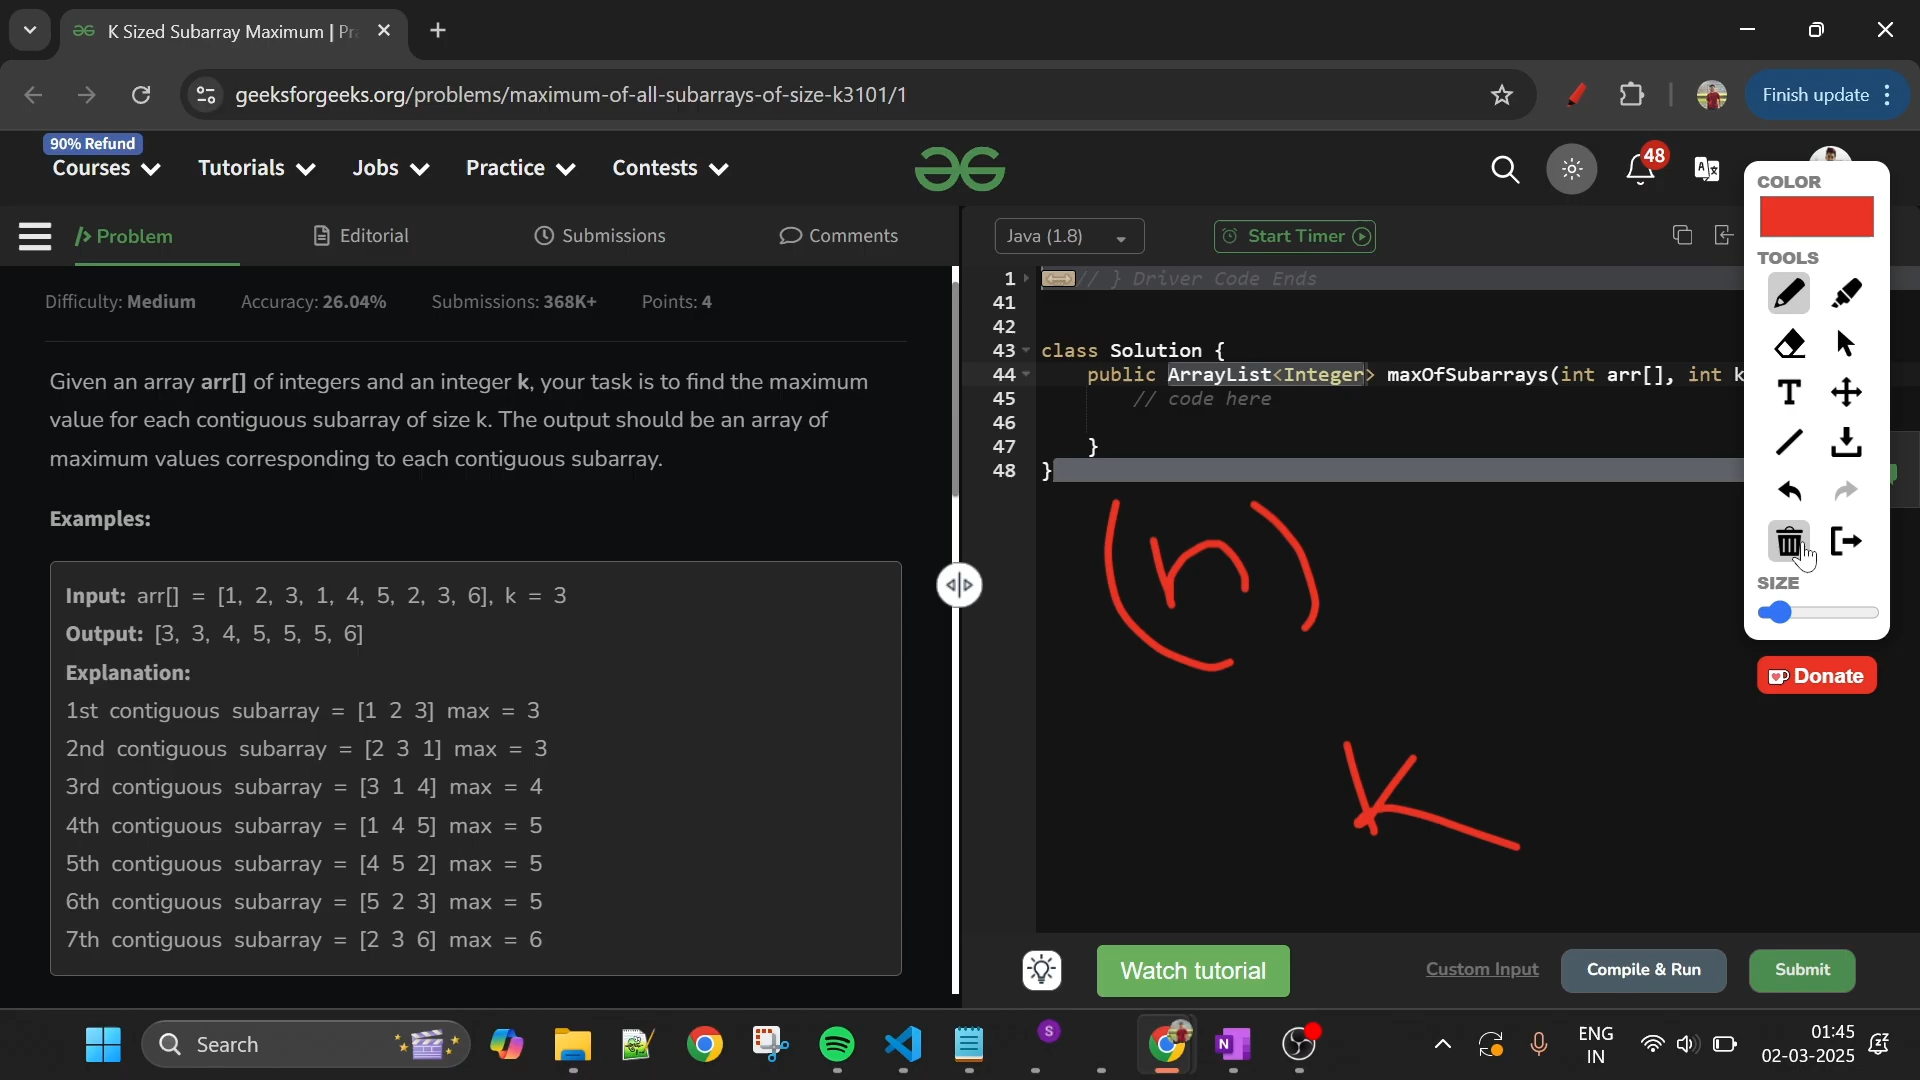 K Sized Subarray Maximum | Pra
geeksforgeeks.org/problems/maximum-of-all-subarrays-of-size-k3101/1
Finish update
90% Refund
Courses
Tutorials
Jobs
Practice
Contests
48
Problem
Editorial
Submissions
Comments
Java (1.8)
Start Timer
Difficulty: Medium Accuracy: 26.04% Submissions: 368K+ Points: 4
Given an array arr[] of integers and an integer k, your task is to find the maximum
value for each contiguous subarray of size k. The output should be an array of
maximum values corresponding to each contiguous subarray.
Examples:
Input: arr[] = [1, 2, 3, 1, 4, 5, 2, 3, 6], k = 3
Output: [3, 3, 4, 5, 5, 5, 6]
Explanation:
1st contiguous subarray = [1 2 3] max = 3
2nd contiguous subarray = [2 3 1] max = 3
3rd contiguous subarray = [3 1 4] max = 4
4th contiguous subarray = [1 4 5] max = 5
5th contiguous subarray = [4 5 2] max = 5
6th contiguous subarray = [5 2 3] max = 5
7th contiguous subarray = [2 3 6] max = 6
1 // } Driver Code Ends
41
42
43 class Solution {
44 public ArrayList<Integer> maxOfSubarrays(int arr[], int k
45 // code here
46
47 }
48 }
(n)
K
COLOR
TOOLS
T
SIZE
Donate
Watch tutorial
Custom Input
Compile & Run
Submit
Search
S
N
ENG
IN
01:45
02-03-2025